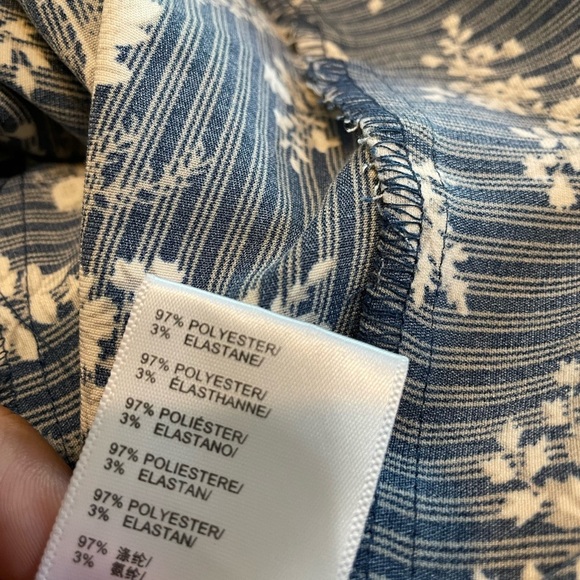 97% POLYESTER/
3% ELASTANE/
97% POLYESTER/
3% ÉLASTHANNE/
97% POLIÉSTER/
3% ELASTANO/
97% POLIESTERE/
3% ELASTAN/
97% POLYESTER/
3% ELASTAN/
97% 涤纶/
3% 氨纶/